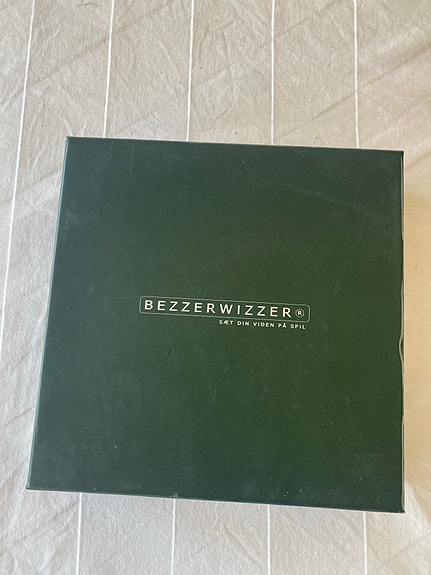 BEZZERWIZZER®
SÆT DIN VIDEN PÅ SPIL